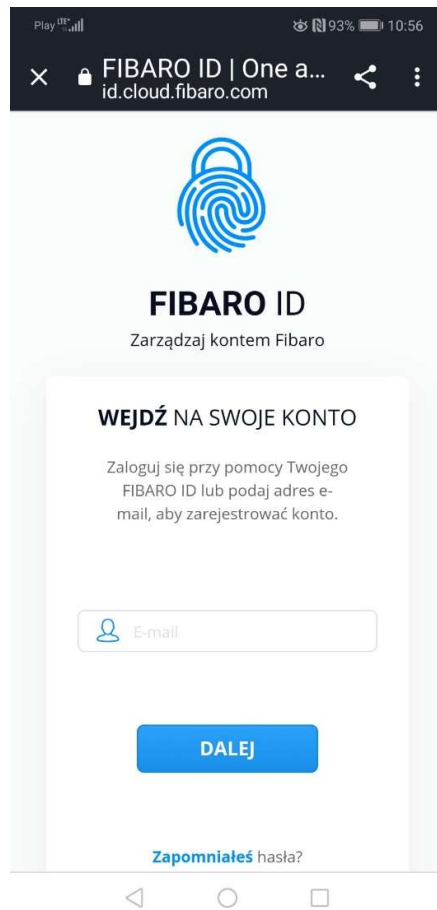 Play LTE+ 93% 10:56
FIBARO ID | One a...
id.cloud.fibaro.com
FIBARO ID
Zarządzaj kontem Fibaro
WEJDŹ NA SWOJE KONTO
Zaloguj się przy pomocy Twojego
FIBARO ID lub podaj adres e-
mail, aby zarejestrować konto.
E-mail
DALEJ
Zapomniałeś hasła?